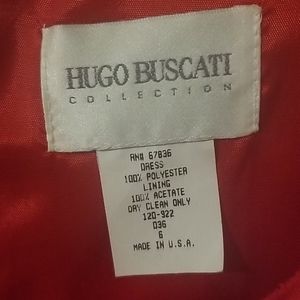 HUGO BUSCATI
COLLECTION
RN# 67836
DRESS
100% POLYESTER
LINING
100% ACETATE
DRY CLEAN ONLY
120-922
036
6
MADE IN U.S.A.